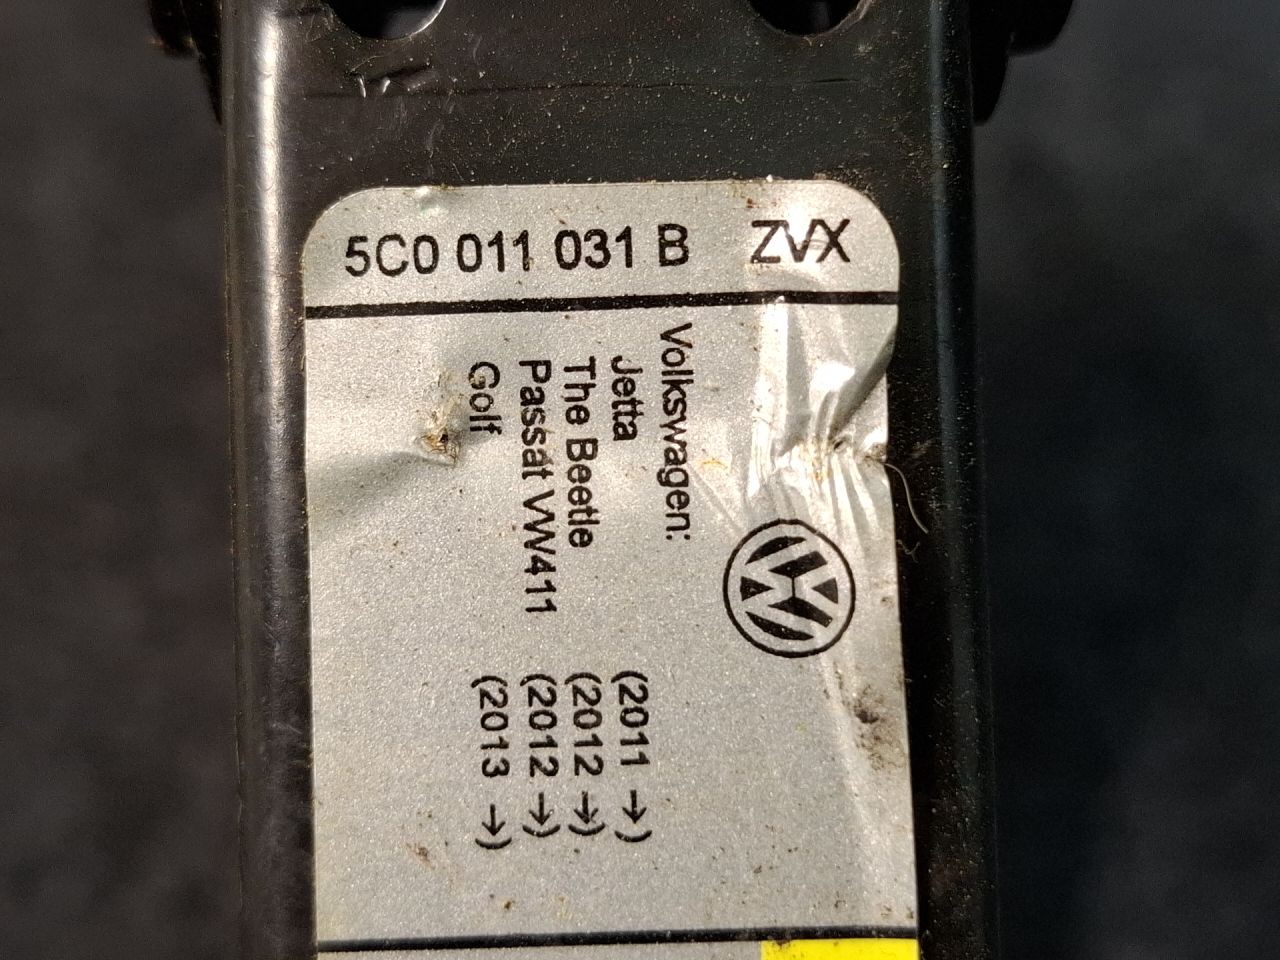 5C0 011 031 B ZVX
Volkswagen:
Jetta (2011 →)
The Beetle (2012 →)
Passat VW411 (2012 →)
Golf (2013 →)